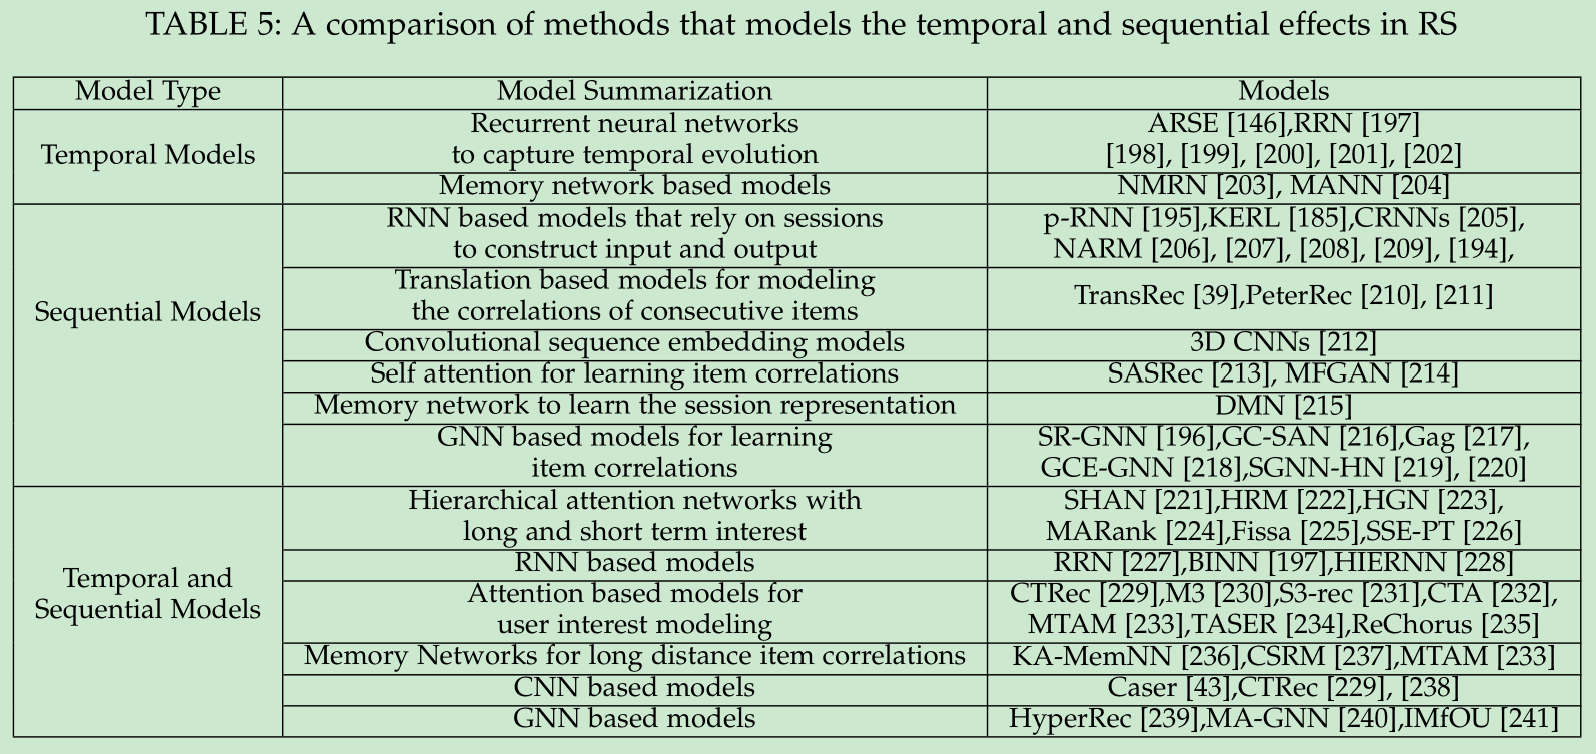 TABLE 5: A comparison of methods that models the temporal and sequential effects in RS
Model Type Model Summarization Models
Temporal Models
Recurrent neural networks
to capture temporal evolution
ARSE [146],RRN [197]
[198], [199], [200], [201], [202]
Memory network based models
NMRN [203], MANN [204]
Sequential Models
RNN based models that rely on sessions
to construct input and output
p-RNN [195],KERL [185],CRNNs [205],
NARM [206], [207], [208], [209], [194],
Translation based models for modeling
the correlations of consecutive items
TransRec [39],PeterRec [210], [211]
Convolutional sequence embedding models
3D CNNs [212]
Self attention for learning item correlations
SASRec [213], MFGAN [214]
Memory network to learn the session representation
DMN [215]
GNN based models for learning
item correlations
SR-GNN [196],GC-SAN [216],Gag [217],
GCE-GNN [218],SGNN-HN [219], [220]
Temporal and
Sequential Models
Hierarchical attention networks with
long and short term interest
SHAN [221],HRM [222],HGN [223],
MARank [224],Fissa [225],SSE-PT [226]
RNN based models
RRN [227],BINN [197],HIERNN [228]
Attention based models for
user interest modeling
CTRec [229],M3 [230],S3-rec [231],CTA [232],
MTAM [233],TASER [234],ReChorus [235]
Memory Networks for long distance item correlations
KA-MemNN [236],CSRM [237],MTAM [233]
CNN based models
Caser [43],CTRec [229], [238]
GNN based models
HyperRec [239],MA-GNN [240],IMfOU [241]